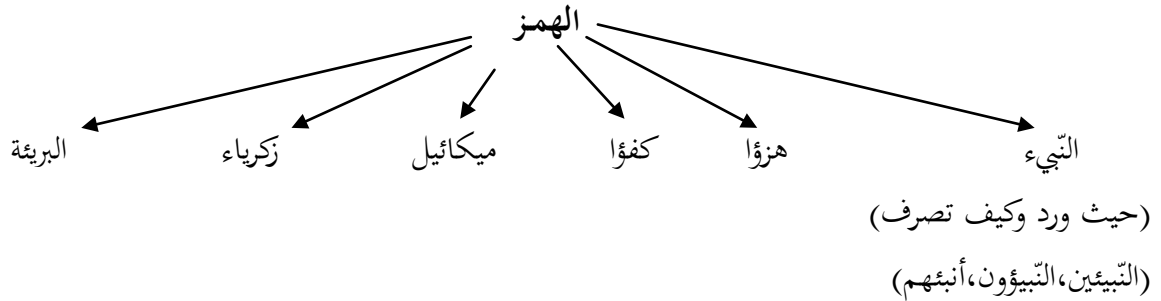 الهمز
النّبيء هزؤا كفؤا ميكائيل زكرياء البريئة
(حيث ورد وكيف تصرف)
(النّبيئين،النّبيؤون،أنبئهم)